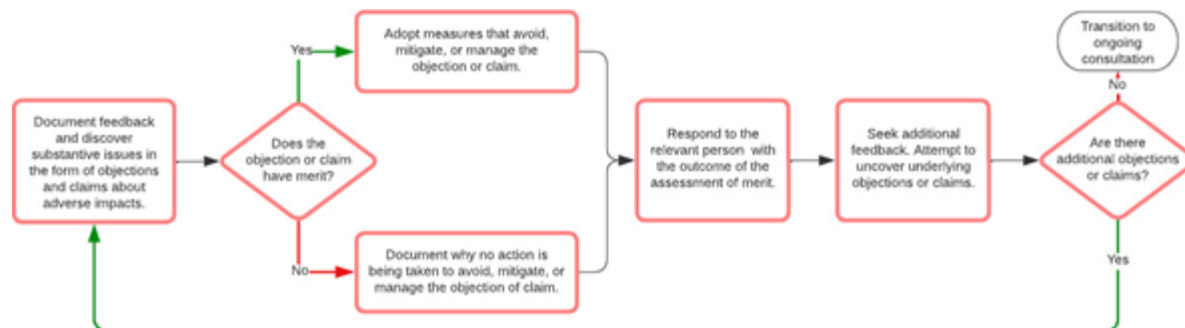 Document feedback
and discover
substantive issues in
the form of objections
and claims about
adverse impacts.
Does the
objection or claim
have merit?
Yes
Adopt measures that avoid,
mitigate, or manage the
objection or claim.
No
Document why no action is
being taken to avoid, mitigate, or
manage the objection of claim.
Respond to the
relevant person with
the outcome of the
assessment of merit.
Seek additional
feedback. Attempt to
uncover underlying
objections or claims.
Are there
additional objections
or claims?
No
Transition to
ongoing
consultation
Yes